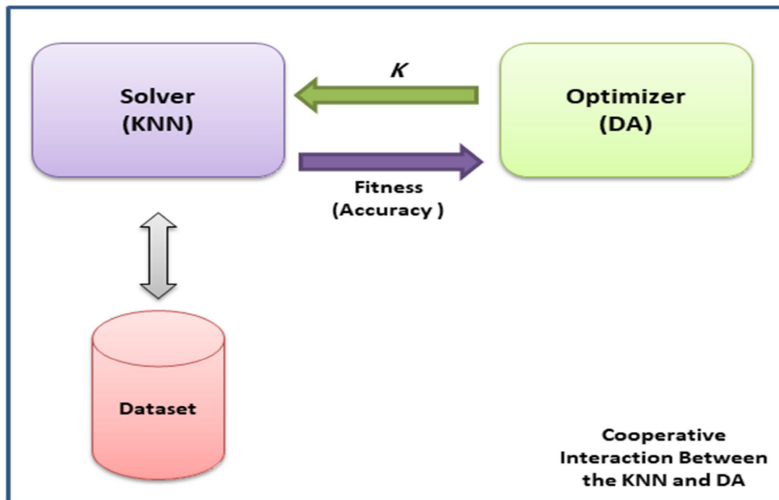 Solver
(KNN)
K
Optimizer
(DA)
Fitness
(Accuracy )
Dataset
Cooperative
Interaction Between
the KNN and DA